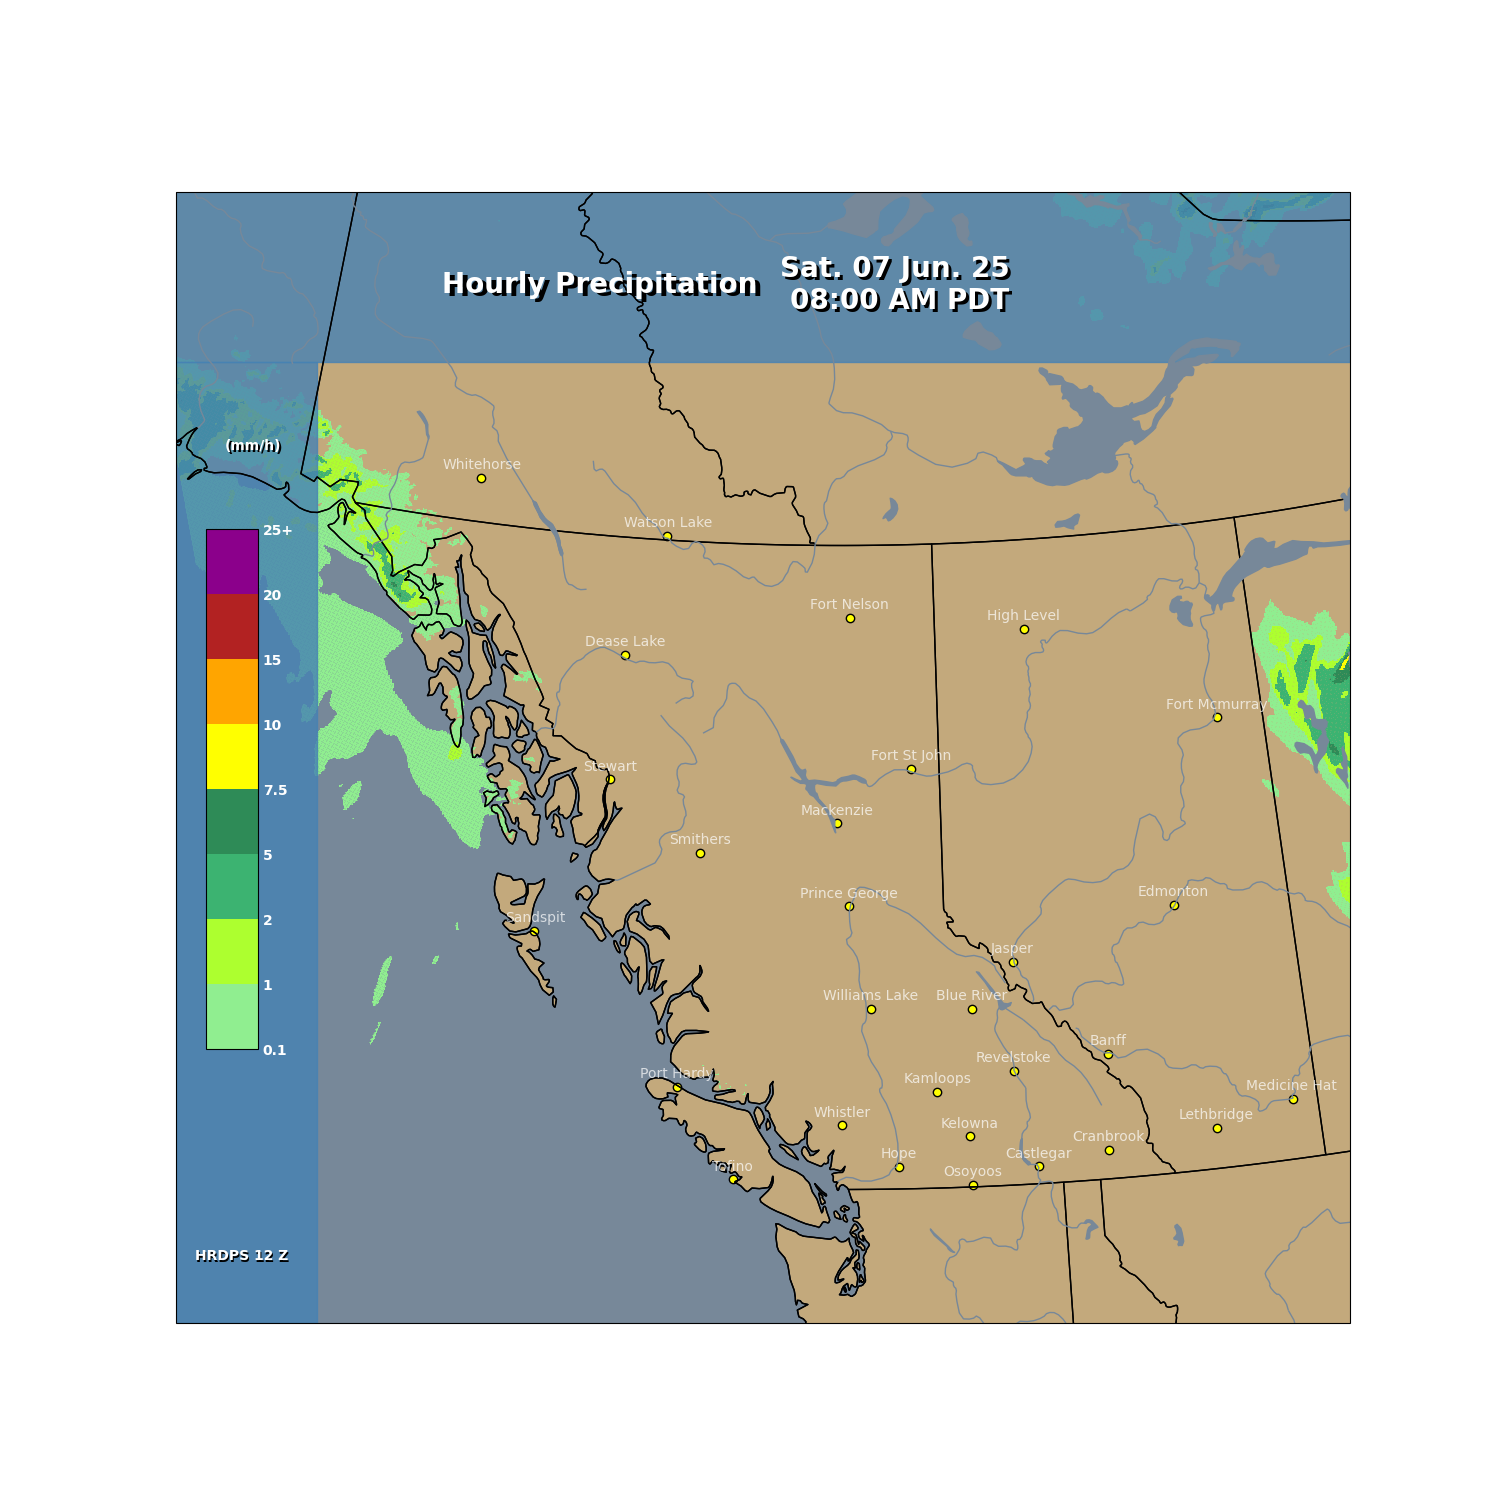 Hourly Precipitation
Sat. 07 Jun. 25
08:00 AM PDT
(mm/h)
25+
20
15
10
7.5
5
2
1
0.1
HRDPS 12 Z
Whitehorse
Watson Lake
Fort Nelson
High Level
Dease Lake
Fort Mcmurray
Fort St John
Stewart
Mackenzie
Smithers
Prince George
Edmonton
Sandspit
Jasper
Williams Lake
Blue River
Banff
Revelstoke
Port Hardy
Kamloops
Medicine Hat
Whistler
Lethbridge
Kelowna
Cranbrook
Hope
Castlegar
Tofino
Osoyoos